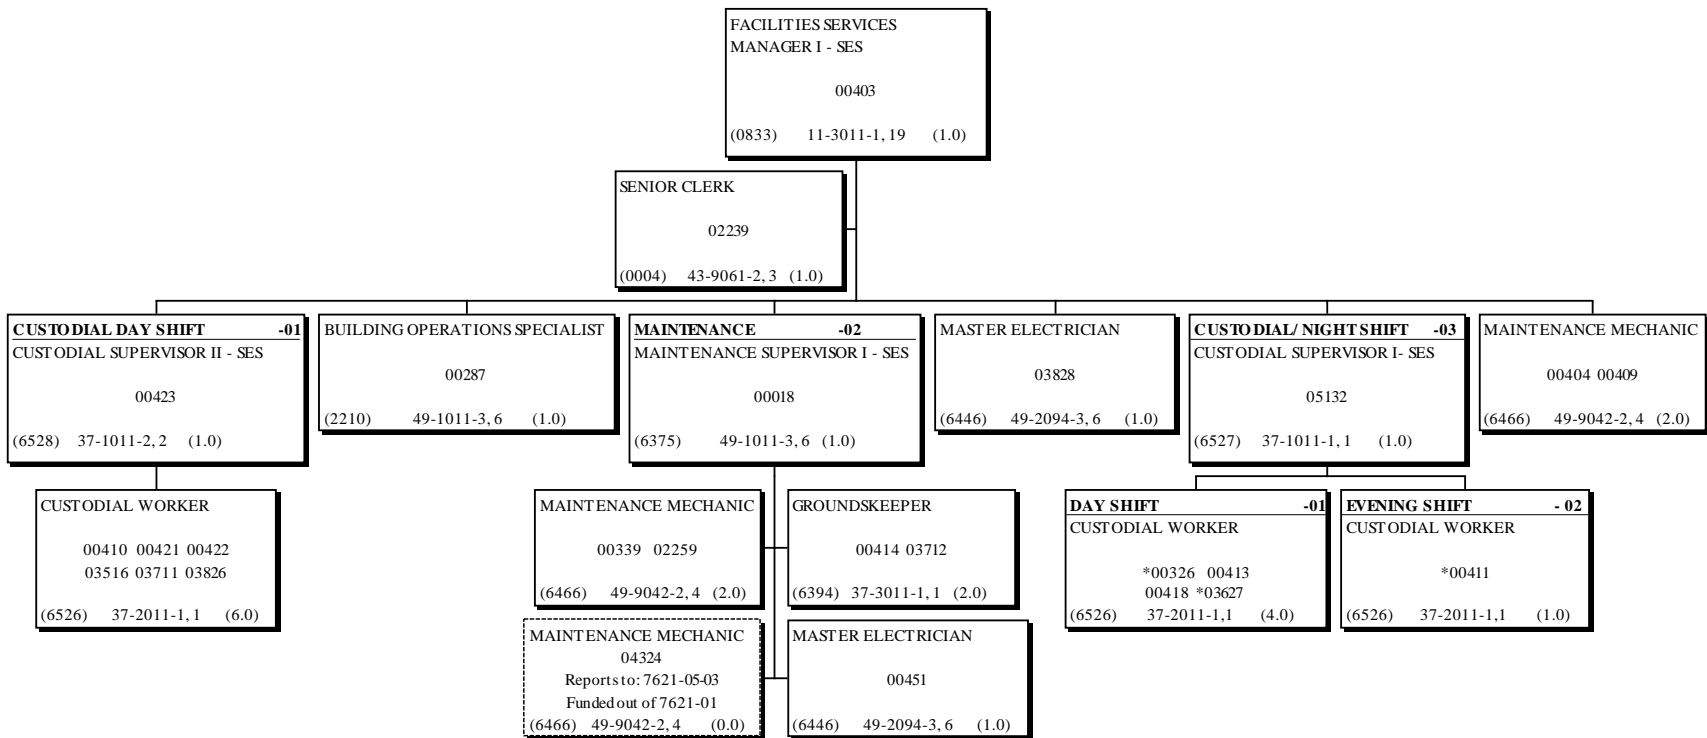 FACILITIES SERVICES
MANAGER I - SES
00403
(0833) 11-3011-1, 19 (1.0)
SENIOR CLERK
02239
(0004) 43-9061-2, 3 (1.0)
CUSTODIAL DAY SHIFT -01
CUSTODIAL SUPERVISOR II - SES
00423
(6528) 37-1011-2, 2 (1.0)
BUILDING OPERATIONS SPECIALIST
00287
(2210) 49-1011-3, 6 (1.0)
MAINTENANCE -02
MAINTENANCE SUPERVISOR I - SES
00018
(6375) 49-1011-3, 6 (1.0)
MASTER ELECTRICIAN
03828
(6446) 49-2094-3, 6 (1.0)
CUSTODIAL/ NIGHT SHIFT -03
CUSTODIAL SUPERVISOR I- SES
05132
(6527) 37-1011-1, 1 (1.0)
MAINTENANCE MECHANIC
00404 00409
(6466) 49-9042-2, 4 (2.0)
CUSTODIAL WORKER
00410 00421 00422
03516 03711 03826
(6526) 37-2011-1, 1 (6.0)
MAINTENANCE MECHANIC
00339 02259
(6466) 49-9042-2, 4 (2.0)
GROUNDSKEEPER
00414 03712
(6394) 37-3011-1, 1 (2.0)
DAY SHIFT -01
CUSTODIAL WORKER
*00326 00413
00418 *03627
(6526) 37-2011-1,1 (4.0)
EVENING SHIFT - 02
CUSTODIAL WORKER
*00411
(6526) 37-2011-1,1 (1.0)
MAINTENANCE MECHANIC
04324
Reports to: 7621-05-03
Funded out of 7621-01
(6466) 49-9042-2, 4 (0.0)
MASTER ELECTRICIAN
00451
(6446) 49-2094-3, 6 (1.0)